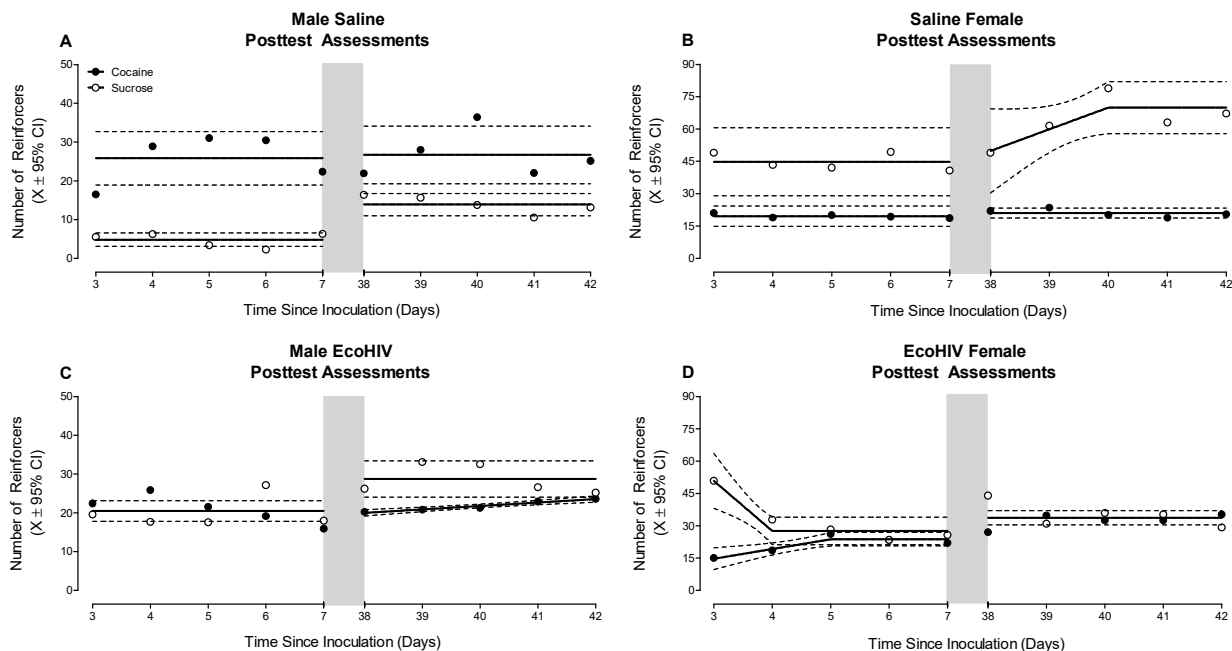 Male Saline
Posttest Assessments
A
Cocaine
Sucrose
Number of Reinforcers
(X ± 95% CI)
50
40
30
20
10
0
3 4 5 6 7 38 39 40 41 42
Time Since Inoculation (Days)
Saline Female
Posttest Assessments
B
Number of Reinforcers
(X ± 95% CI)
90
75
60
45
30
15
0
3 4 5 6 7 38 39 40 41 42
Time Since Inoculation (Days)
Male EcoHIV
Posttest Assessments
C
Number of Reinforcers
(X ± 95% CI)
50
40
30
20
10
0
3 4 5 6 7 38 39 40 41 42
Time Since Inoculation (Days)
EcoHIV Female
Posttest Assessments
D
Number of Reinforcers
(X ± 95% CI)
90
75
60
45
30
15
0
3 4 5 6 7 38 39 40 41 42
Time Since Inoculation (Days)